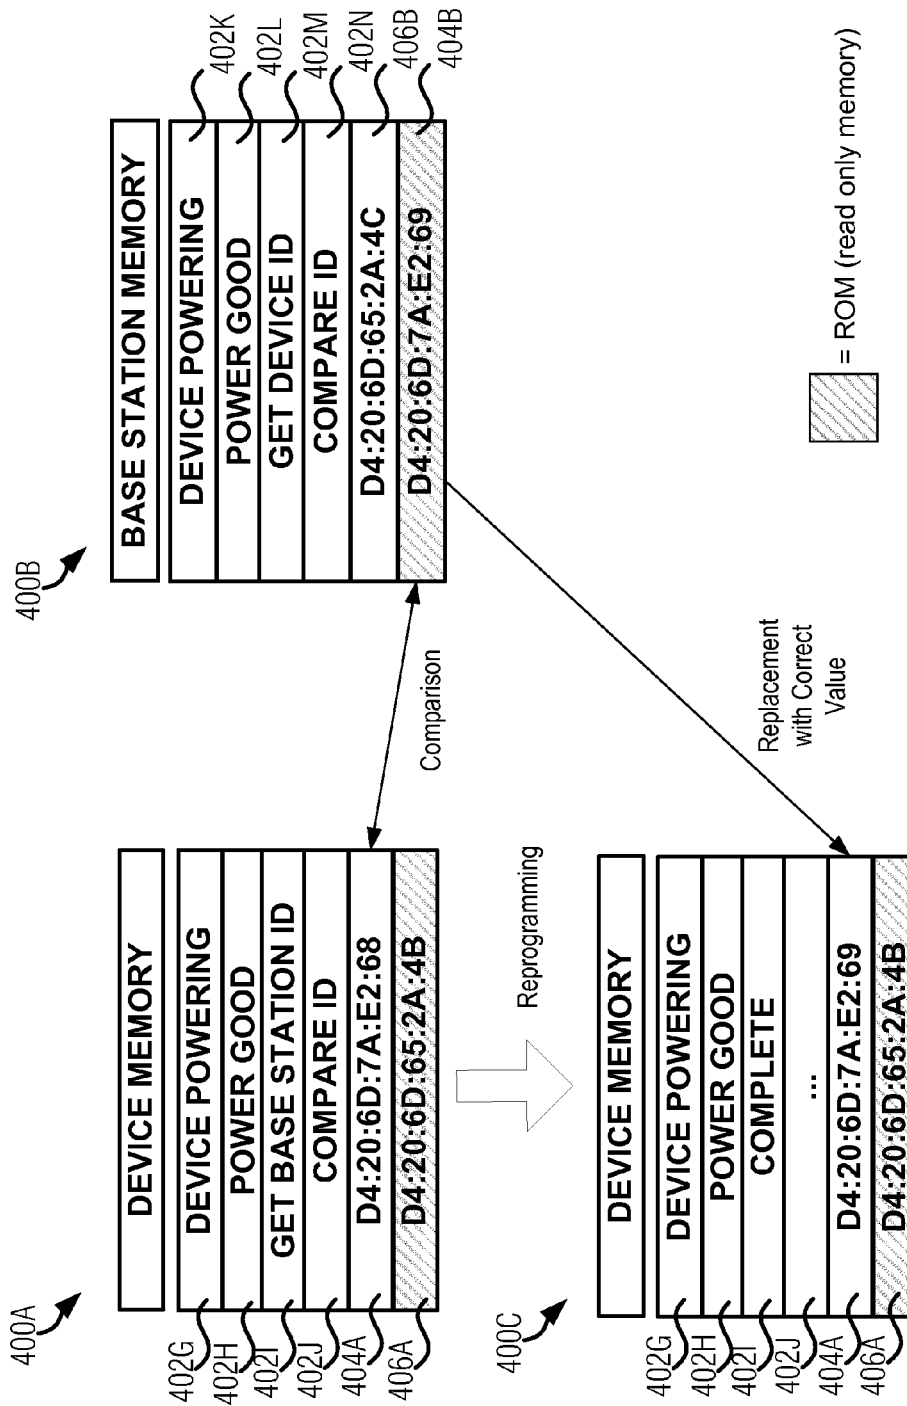 400A
DEVICE MEMORY
402G
DEVICE POWERING
402H
POWER GOOD
402I
GET BASE STATION ID
402J
COMPARE ID
404A
D4:20:6D:7A:E2:68
406A
D4:20:6D:65:2A:4B
Comparison
400B
BASE STATION MEMORY
DEVICE POWERING
402K
POWER GOOD
402L
GET DEVICE ID
402M
COMPARE ID
402N
D4:20:6D:65:2A:4C
406B
D4:20:6D:7A:E2:69
404B
Reprogramming
Replacement
with Correct
Value
400C
DEVICE MEMORY
402G
DEVICE POWERING
402H
POWER GOOD
402I
COMPLETE
402J
...
404A
D4:20:6D:7A:E2:69
406A
D4:20:6D:65:2A:4B
= ROM (read only memory)